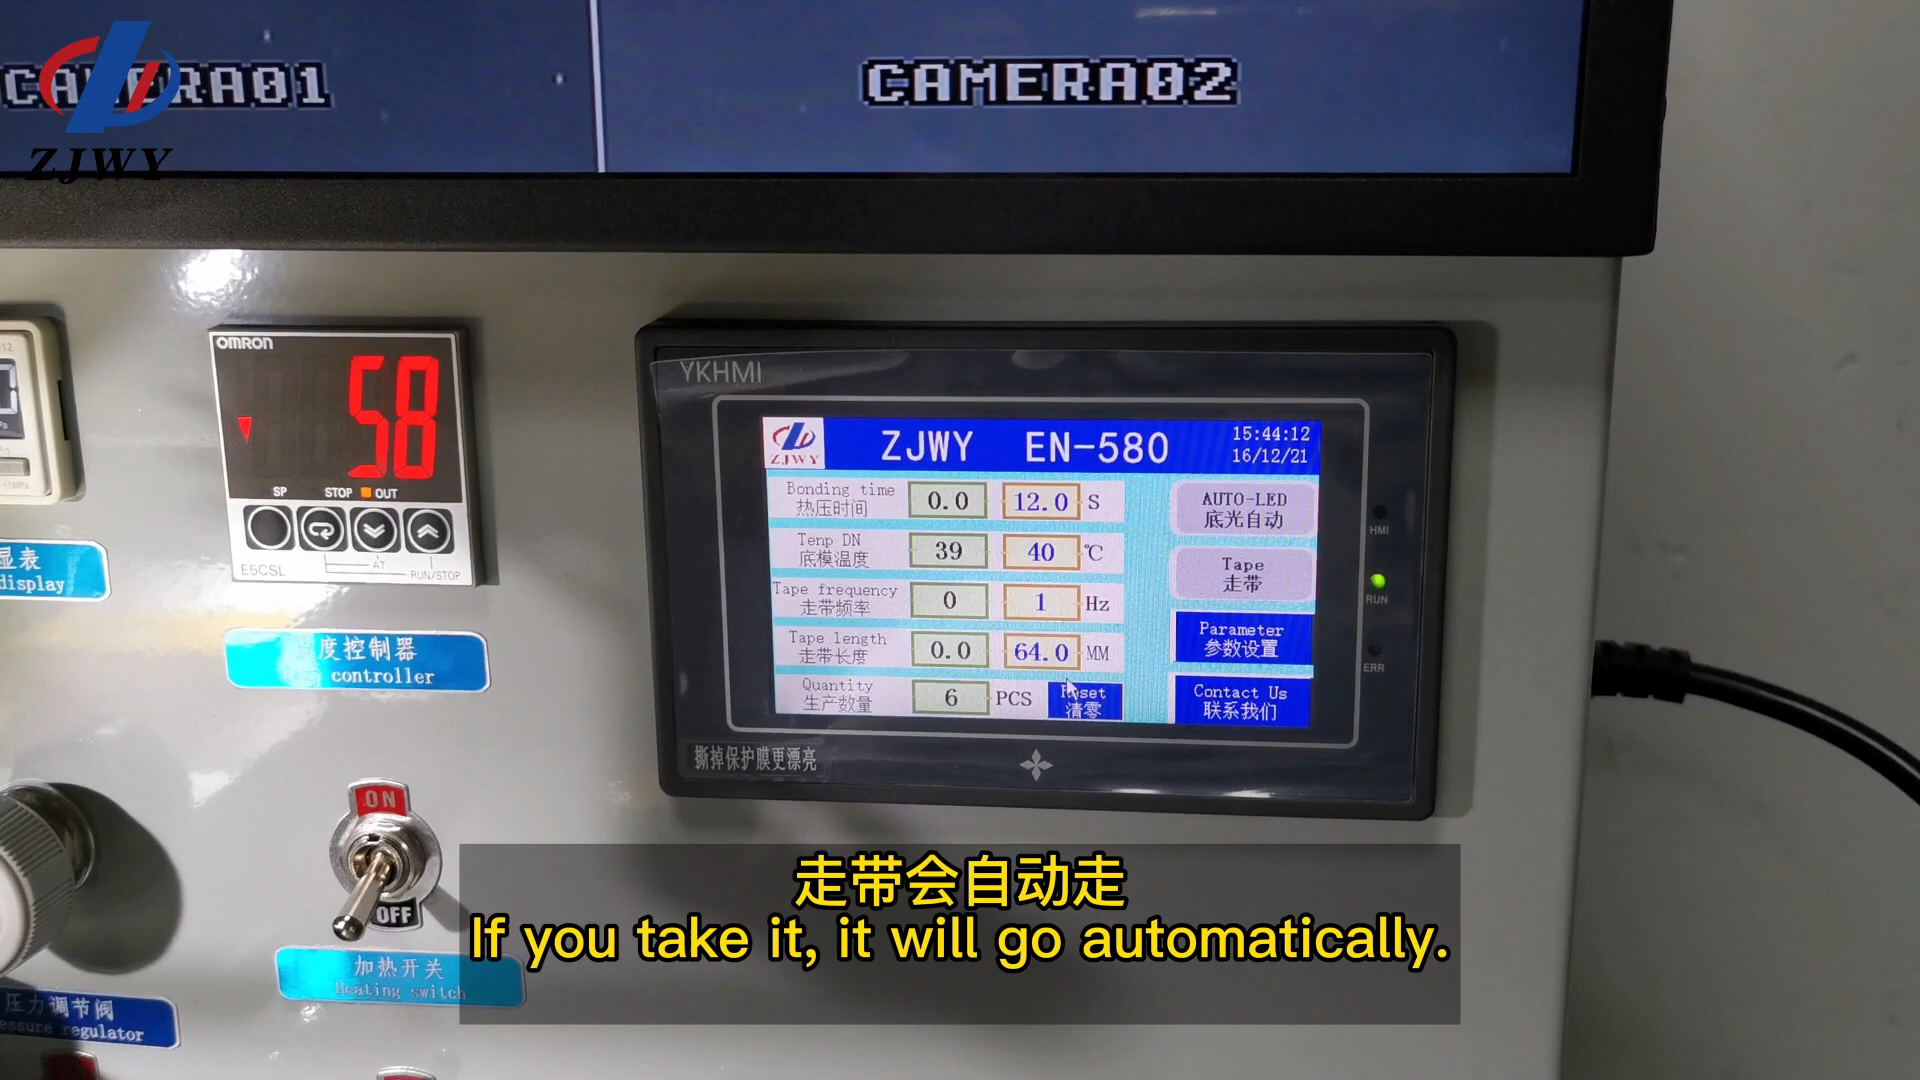 CAMERA01
CAMERA02
ZJWY
OMRON
58
SP STOP OUT
AT
E5CSL
RUN/STOP
显表
display
度控制器
controller
YKHMI
ZJWY
ZJWY EN-580
15:44:12
16/12/21
Bonding time
热压时间
0.0 12.0 S
Tenp DN
底模温度
39 40 ℃
Tape frequency
走带频率
0 1 Hz
Tape length
走带长度
0.0 64.0 MM
Quantity
生产数量
6 PCS
Reset
清零
AUTO-LED
底光自动
Tape
走带
Parameter
参数设置
Contact Us
联系我们
HMI
RUN
ERR
撕掉保护膜更漂亮
ON
OFF
加热开关
Heating switch
压力调节阀
regulator
走带会自动走
If you take it, it will go automatically.